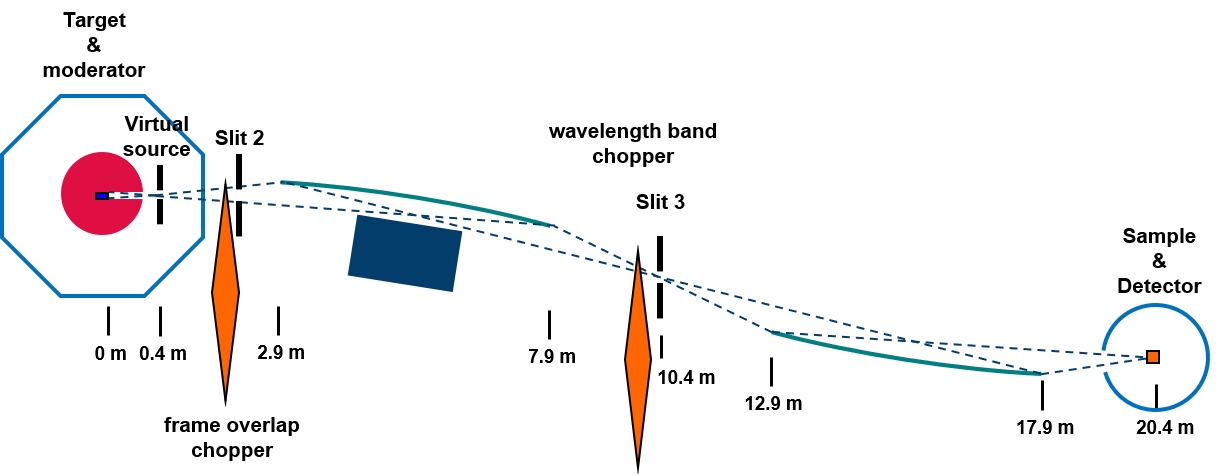 Target
&
moderator
Virtual
source
Slit 2
wavelength band
chopper
Slit 3
Sample
&
Detector
0 m
0.4 m
2.9 m
7.9 m
10.4 m
12.9 m
17.9 m
20.4 m
frame overlap
chopper